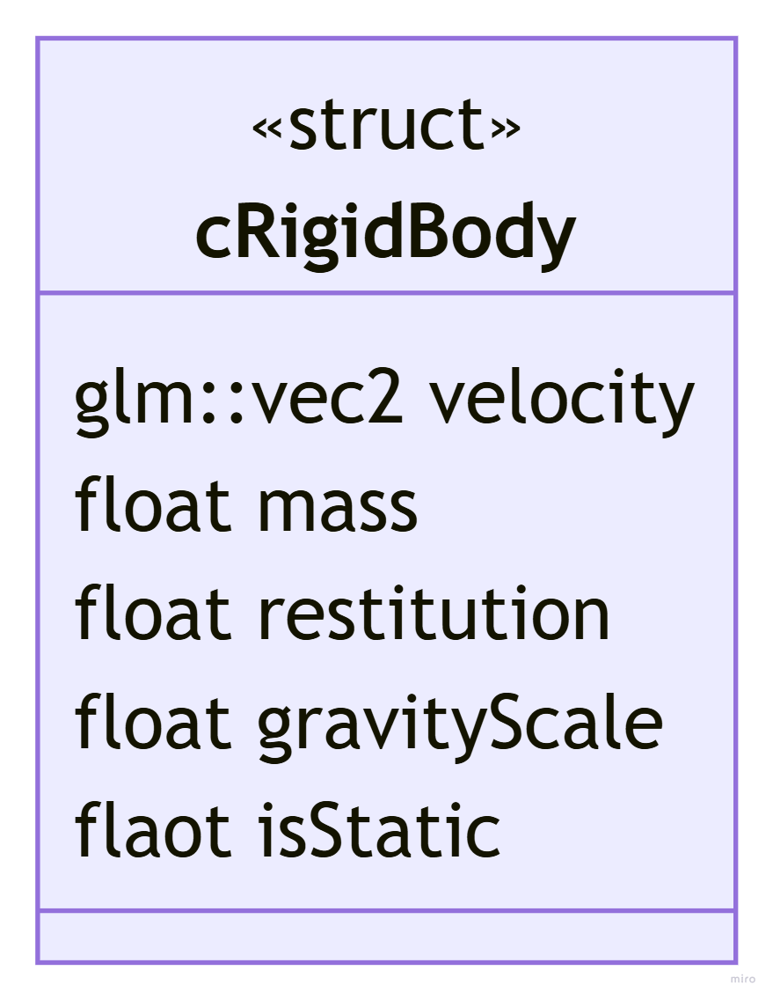 «struct»
cRigidBody
glm::vec2 velocity
float mass
float restitution
float gravityScale
flaot isStatic
miro